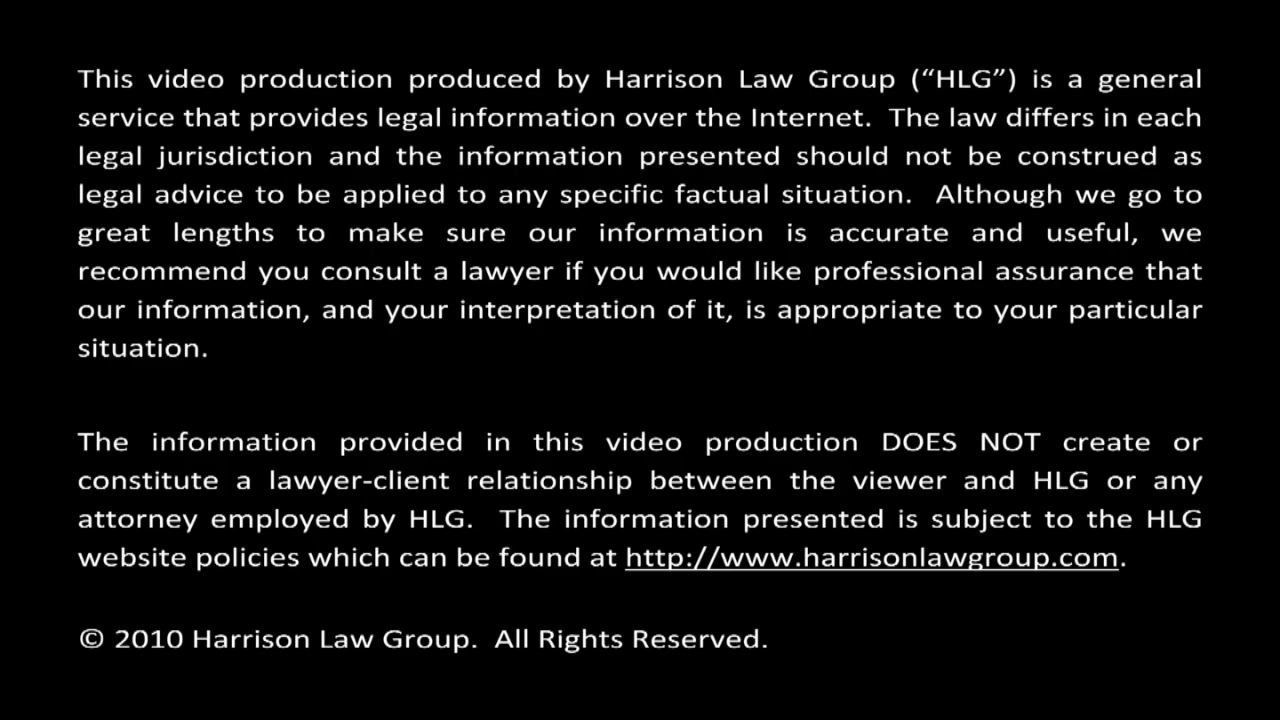 This video production produced by Harrison Law Group (“HLG”) is a general
service that provides legal information over the Internet.  The law differs in each
legal jurisdiction and the information presented should not be construed as
legal advice to be applied to any specific factual situation.  Although we go to
great lengths to make sure our information is accurate and useful, we
recommend you consult a lawyer if you would like professional assurance that
our information, and your interpretation of it, is appropriate to your particular
situation.
The information provided in this video production DOES NOT create or
constitute a lawyer-client relationship between the viewer and HLG or any
attorney employed by HLG.  The information presented is subject to the HLG
website policies which can be found at http://www.harrisonlawgroup.com.
© 2010 Harrison Law Group.  All Rights Reserved.